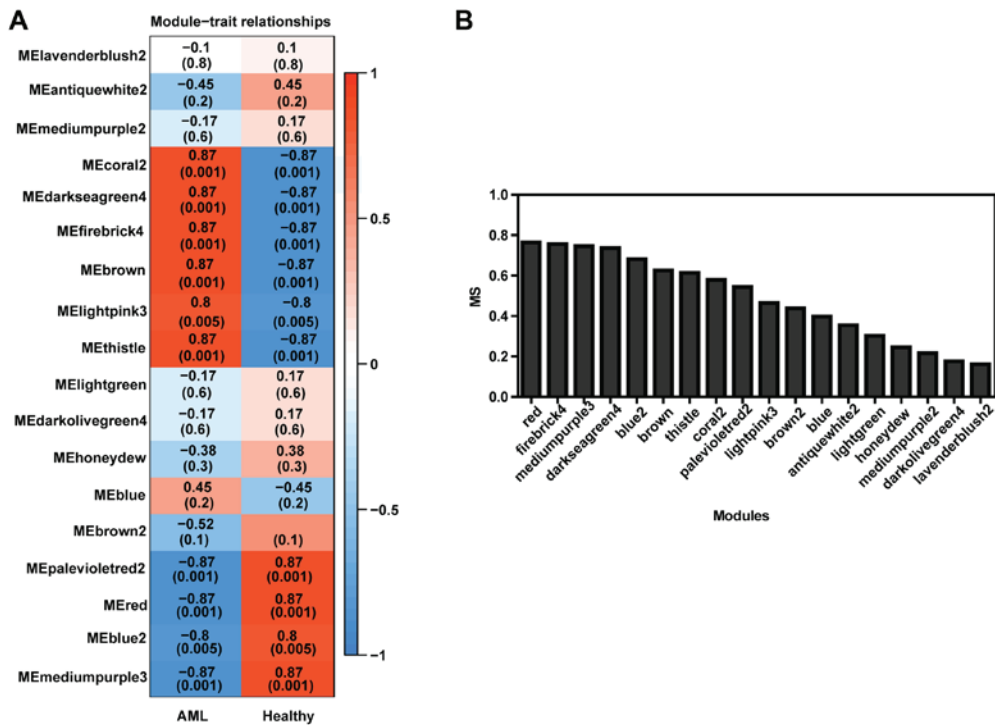 A
Module−trait relationships
MElavenderblush2 −0.1 0.1
(0.8) (0.8)
MEantiquewhite2 −0.45 0.45
(0.2) (0.2)
MEmediumpurple2 −0.17 0.17
(0.6) (0.6)
MEcoral2 0.87 −0.87
(0.001) (0.001)
MEdarkseagreen4 0.87 −0.87
(0.001) (0.001)
MEfirebrick4 0.87 −0.87
(0.001) (0.001)
MEbrown 0.87 −0.87
(0.001) (0.001)
MElightpink3 0.8 −0.8
(0.005) (0.005)
MEthistle 0.87 −0.87
(0.001) (0.001)
MElightgreen −0.17 0.17
(0.6) (0.6)
MEdarkolivegreen4 −0.17 0.17
(0.6) (0.6)
MEhoneydew −0.38 0.38
(0.3) (0.3)
MEblue 0.45 −0.45
(0.2) (0.2)
MEbrown2 −0.52
(0.1) (0.1)
MEpalevioletred2 −0.87 0.87
(0.001) (0.001)
MEred −0.87 0.87
(0.001) (0.001)
MEblue2 −0.8 0.8
(0.005) (0.005)
MEmediumpurple3 −0.87 0.87
(0.001) (0.001)
AML Healthy
1
0.5
0
−0.5
−1
B
1.0
0.8
0.6
0.4
0.2
0.0
MS
red
firebrick4
mediumpurple3
darkseagreen4
blue2
brown
thistle
coral2
palevioletred2
lightpink3
brown2
blue
antiquewhite2
lightgreen
honeydew
mediumpurple2
darkolivegreen4
lavenderblush2
Modules